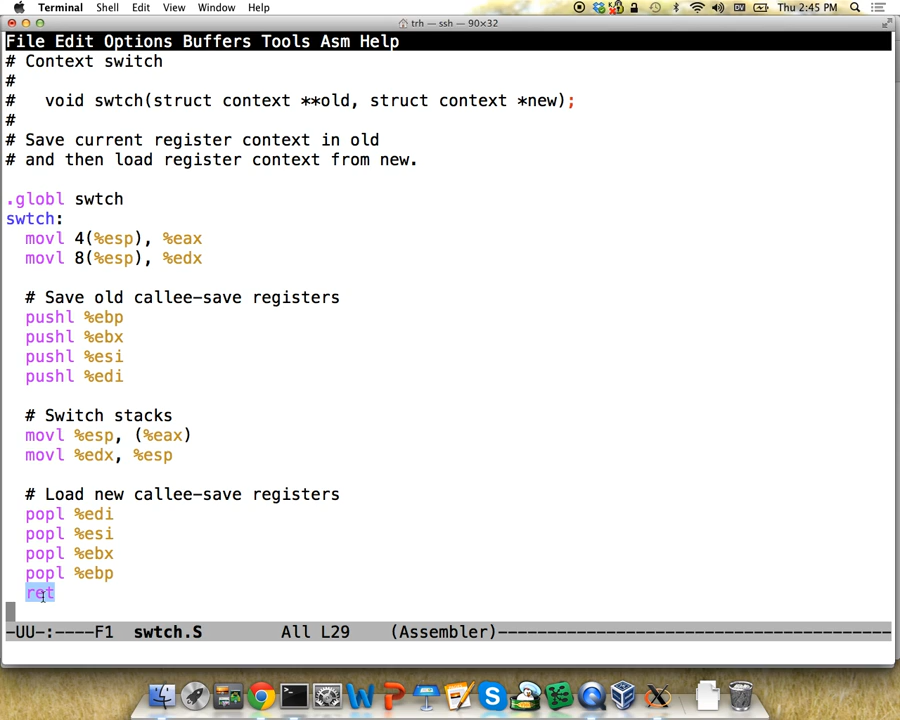 Terminal Shell Edit View Window Help Thu 2:45 PM
trh — ssh — 90×32
File Edit Options Buffers Tools Asm Help
# Context switch
#
#   void swtch(struct context **old, struct context *new);
#
# Save current register context in old
# and then load register context from new.
.globl swtch
swtch:
  movl 4(%esp), %eax
  movl 8(%esp), %edx
  # Save old callee-save registers
  pushl %ebp
  pushl %ebx
  pushl %esi
  pushl %edi
  # Switch stacks
  movl %esp, (%eax)
  movl %edx, %esp
  # Load new callee-save registers
  popl %edi
  popl %esi
  popl %ebx
  popl %ebp
  ret
-UU-:----F1  swtch.S        All L29    (Assembler)----------------------------------------